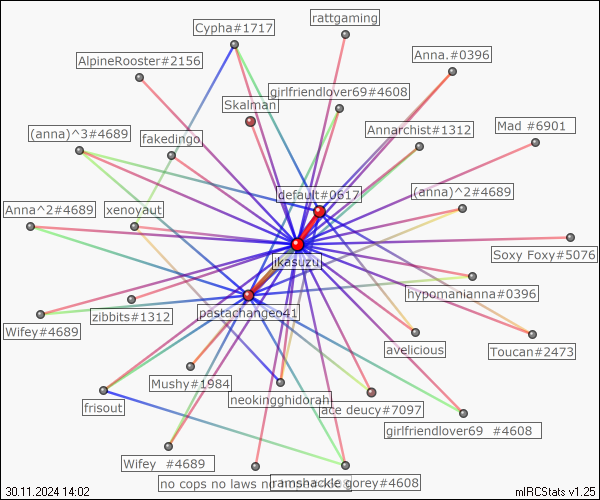 rattgaming
Cypha#1717
Anna.#0396
AlpineRooster#2156
girlfriendlover69#4608
Skalman
Mad #6901
Annarchist#1312
(anna)^3#4689
fakedingo
default#0617
(anna)^2#4689
Anna^2#4689
xenoyaut
Soxy Foxy#5076
ikasuzu
hypomanianna#0396
pastachangeo41
zibbits#1312
Wifey#4689
avelicious
Toucan#2473
Mushy#1984
neokingghidorah
frisout
ace deucy#7097
girlfriendlover69 #4608
Wifey #4689
no cops no laws no
ramshackle gorey#4608
30.11.2024 14:02
mIRCStats v1.25